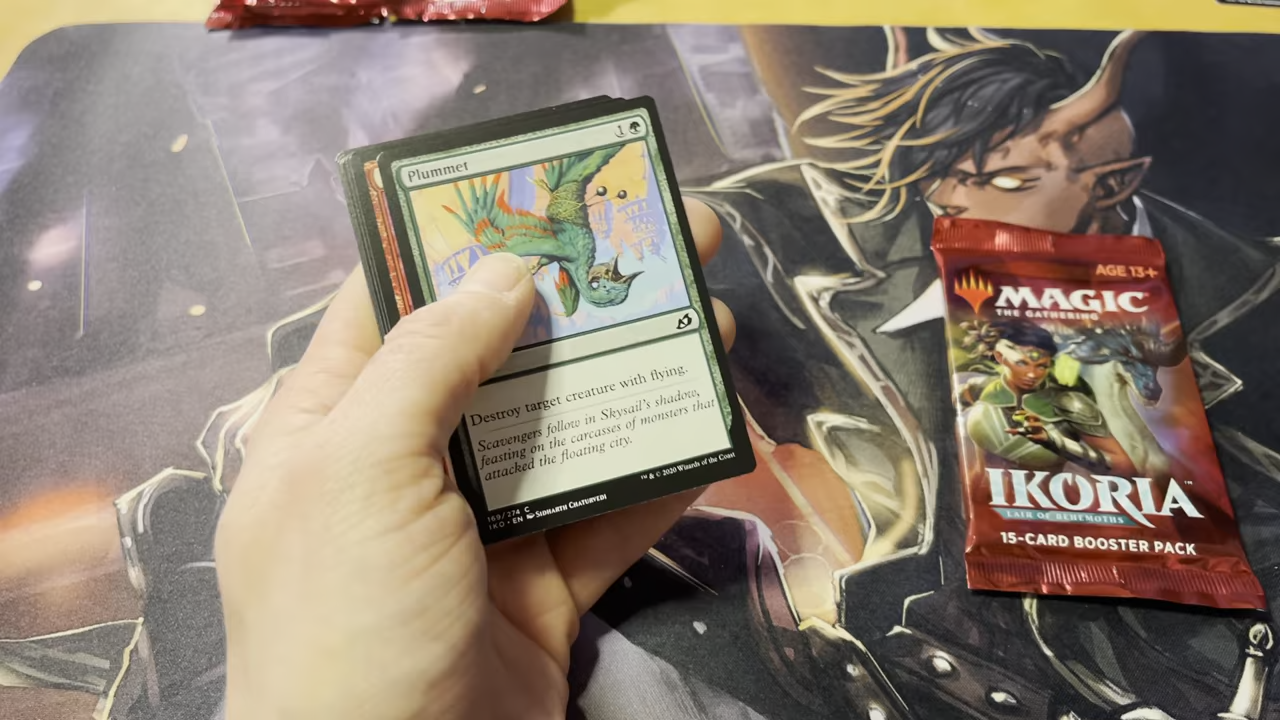 Plummet
1
Destroy target creature with flying.
Scavengers follow in Skysail's shadow,
feasting on the carcasses of monsters that
attacked the floating city.
169/274 C
IKO • EN SIDHARTH CHATURVEDI
™ & © 2020 Wizards of the Coast
AGE 13+
MAGIC
THE GATHERING
IKORIA™
LAIR OF BEHEMOTHS
15-CARD BOOSTER PACK